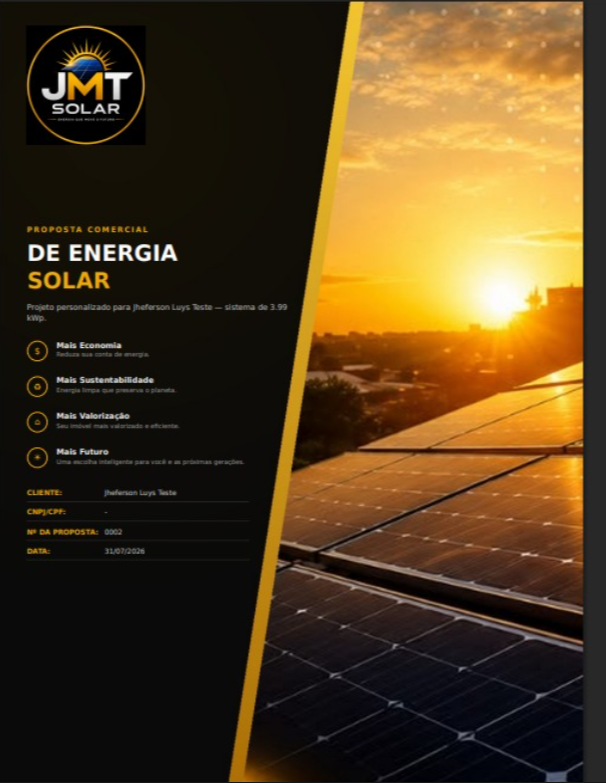 JMT
SOLAR
PROPOSTA COMERCIAL
DE ENERGIA
SOLAR
Projeto personalizado para Jheferson Luys Teste — sistema de 3.99
kWp.
Mais Economia
Reduza sua conta de energia.
Mais Sustentabilidade
Energia limpa que preserva o planeta.
Mais Valorização
Seu imóvel mais valorizado e eficiente.
Mais Futuro
Uma escolha inteligente para você e as próximas gerações.
CLIENTE: Jheferson Luys Teste
CNPJ/CPF: -
Nº DA PROPOSTA: 0002
DATA: 31/07/2026